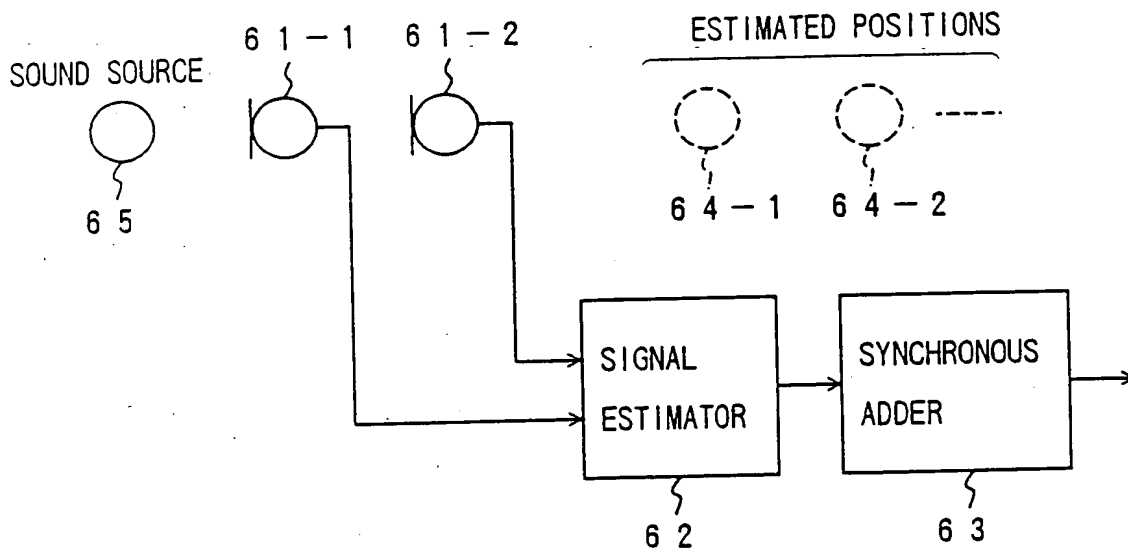 ESTIMATED POSITIONS
61-1
61-2
SOUND SOURCE
65
64-1
64-2
SIGNAL
ESTIMATOR
SYNCHRONOUS
ADDER
62
63